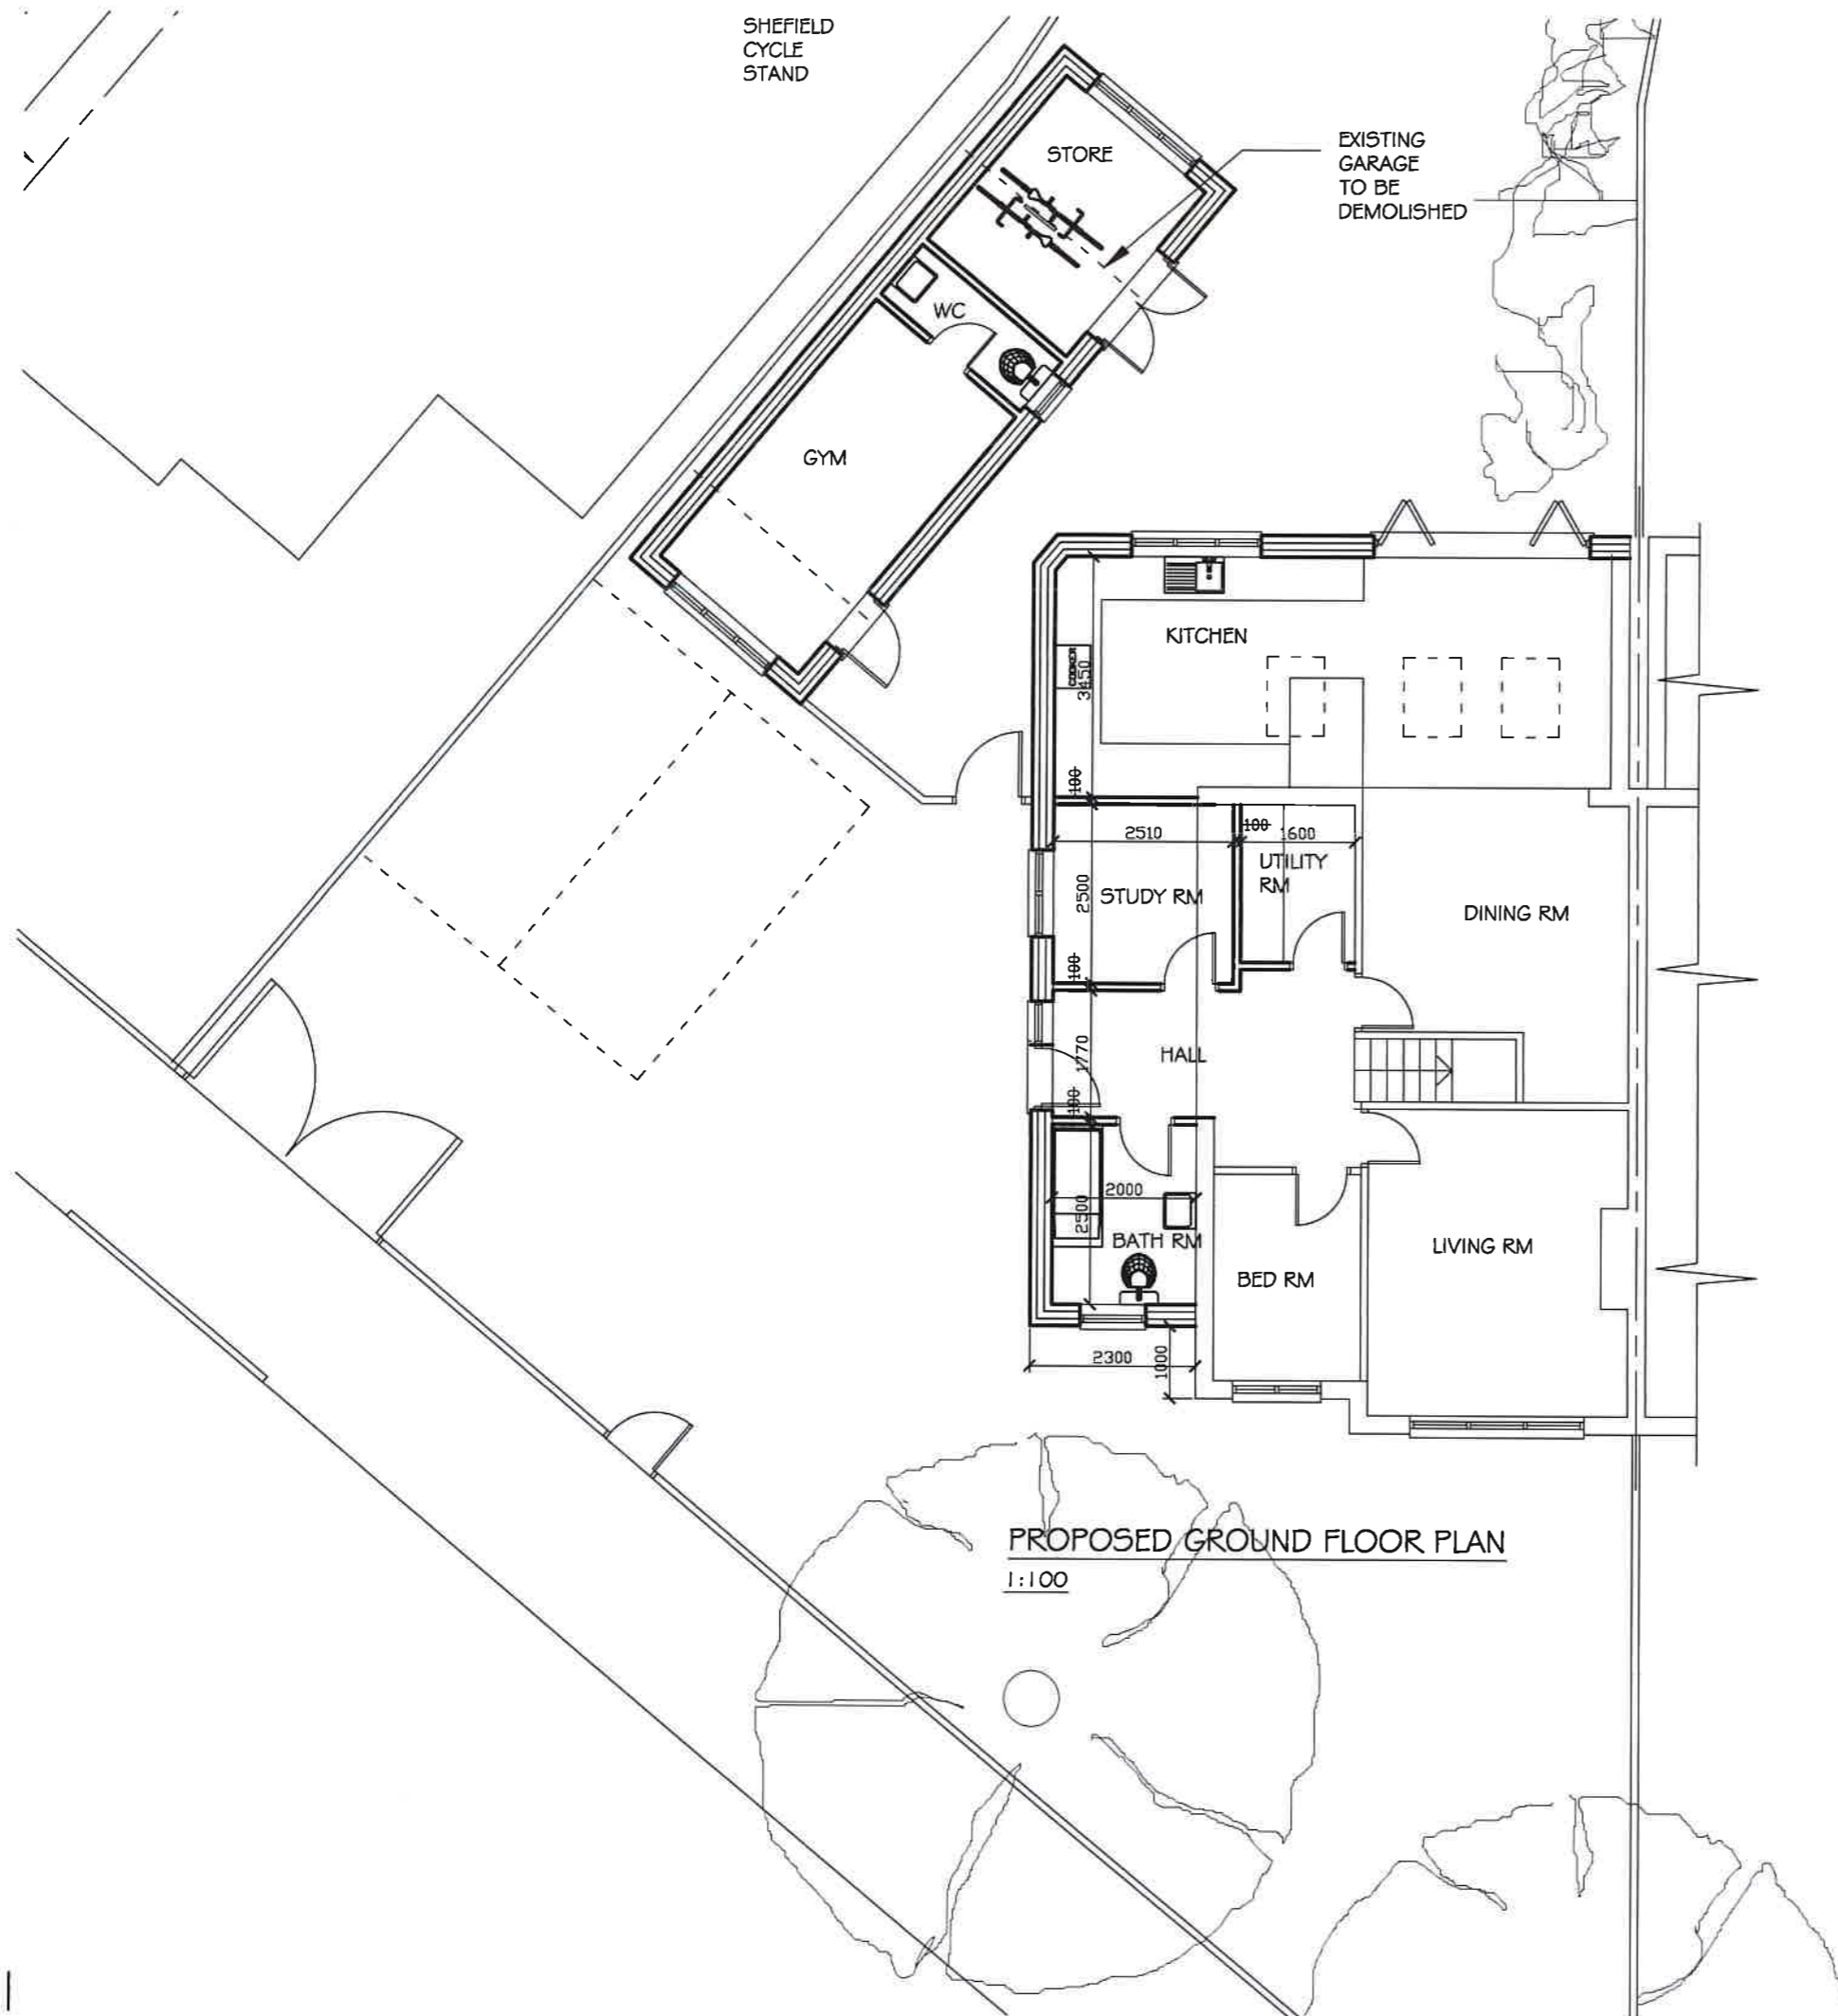 SHEFIELD
CYCLE
STAND
EXISTING
GARAGE
TO BE
DEMOLISHED
STORE
WC
GYM
KITCHEN
COOKER
3450
100
2510
100
1600
UTILITY
RM
2500
STUDY RM
DINING RM
100
HALL
1770
100
2000
2500
BATH RM
BED RM
LIVING RM
2300
1000
PROPOSED GROUND FLOOR PLAN
1:100